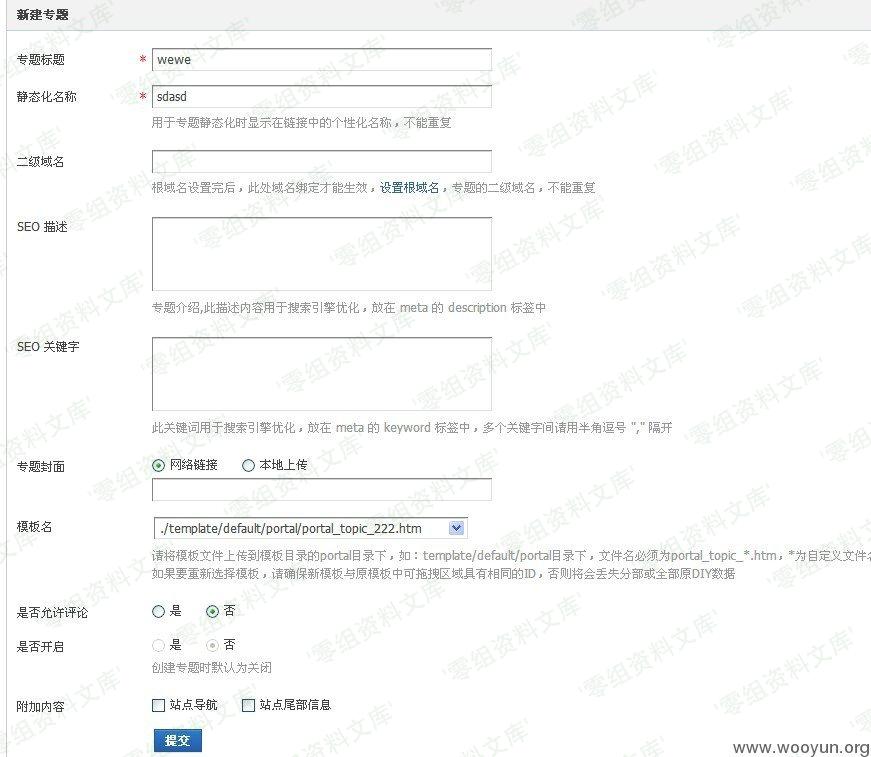 新建专题
专题标题 * wewe
静态化名称 * sdasd
用于专题静态化时显示在链接中的个性化名称，不能重复
二级域名
根域名设置完后，此处域名绑定才能生效，设置根域名，专题的二级域名，不能重复
SEO 描述
专题介绍,此描述内容用于搜索引擎优化，放在 meta 的 description 标签中
SEO 关键字
此关键词用于搜索引擎优化，放在 meta 的 keyword 标签中，多个关键字间请用半角逗号 "," 隔开
专题封面 网络链接 本地上传
模板名 ./template/default/portal/portal_topic_222.htm
请将模板文件上传到模板目录的portal目录下，如：template/default/portal目录下，文件名必须为portal_topic_*.htm，*为自定义文件名
如果要重新选择模板，请确保新模板与原模板中可拖拽区域具有相同的ID，否则将会丢失分部或全部原DIY数据
是否允许评论 是 否
是否开启 是 否
创建专题时默认为关闭
附加内容 站点导航 站点尾部信息
提交
www.wooyun.org
零组资料文库